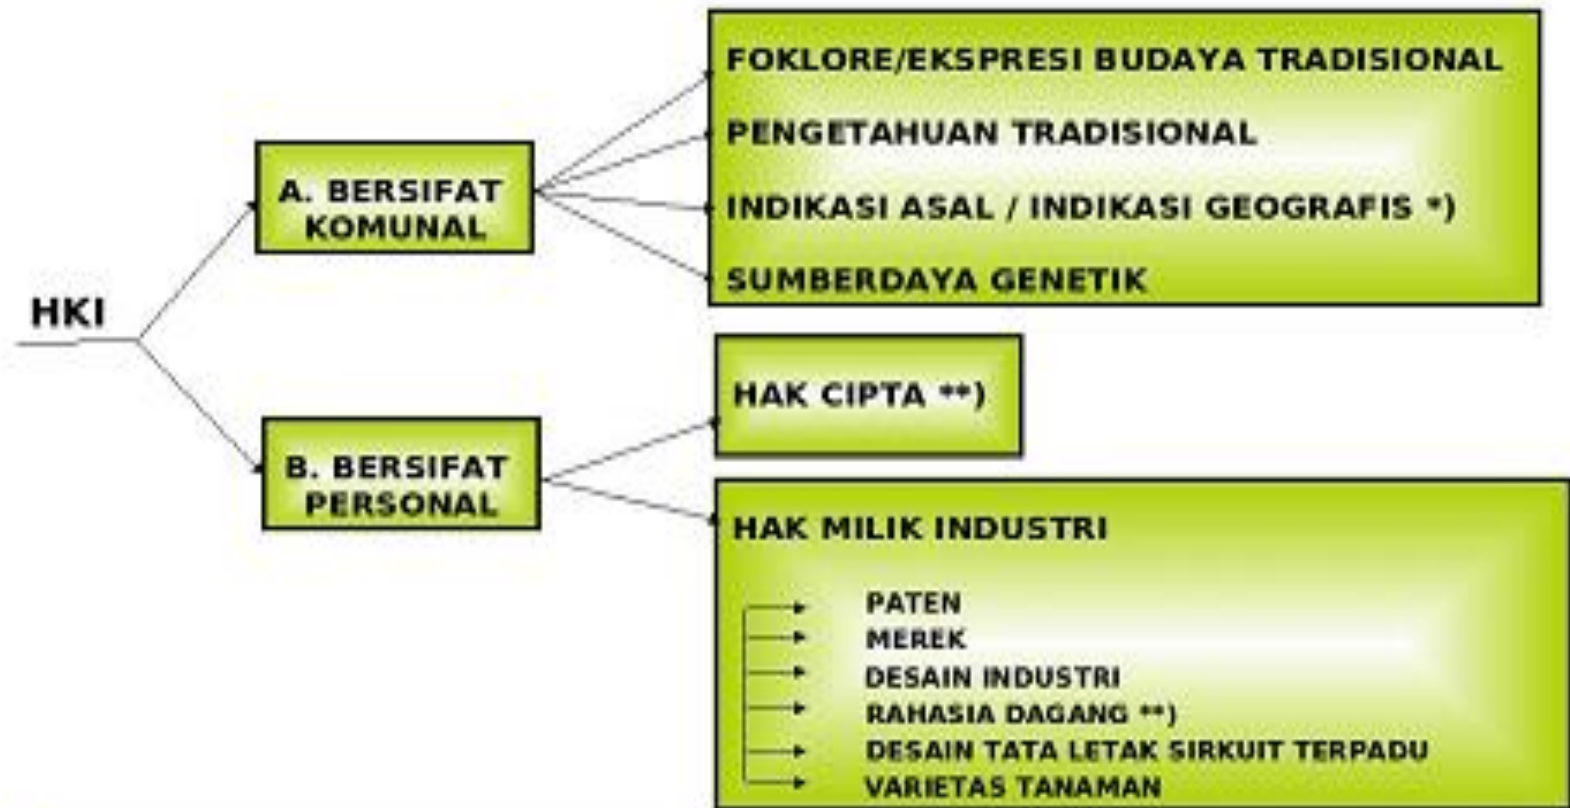 HKI
A. BERSIFAT
KOMUNAL
FOKLORE/EKSPRESI BUDAYA TRADISIONAL
PENGETAHUAN TRADISIONAL
INDIKASI ASAL / INDIKASI GEOGRAFIS *)
SUMBERDAYA GENETIK
B. BERSIFAT
PERSONAL
HAK CIPTA **)
HAK MILIK INDUSTRI
PATEN
MEREK
DESAIN INDUSTRI
RAHASIA DAGANG **)
DESAIN TATA LETAK SIRKUIT TERPADU
VARIETAS TANAMAN